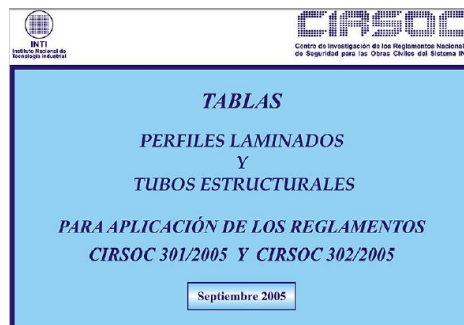 INTI
Instituto Nacional de
Tecnología Industrial
CIRSOC
Centro de Investigación de los Reglamentos Nacional
de Seguridad para las Obras Civiles del Sistema IN
TABLAS
PERFILES LAMINADOS
Y
TUBOS ESTRUCTURALES
PARA APLICACIÓN DE LOS REGLAMENTOS
CIRSOC 301/2005 Y CIRSOC 302/2005
Septiembre 2005